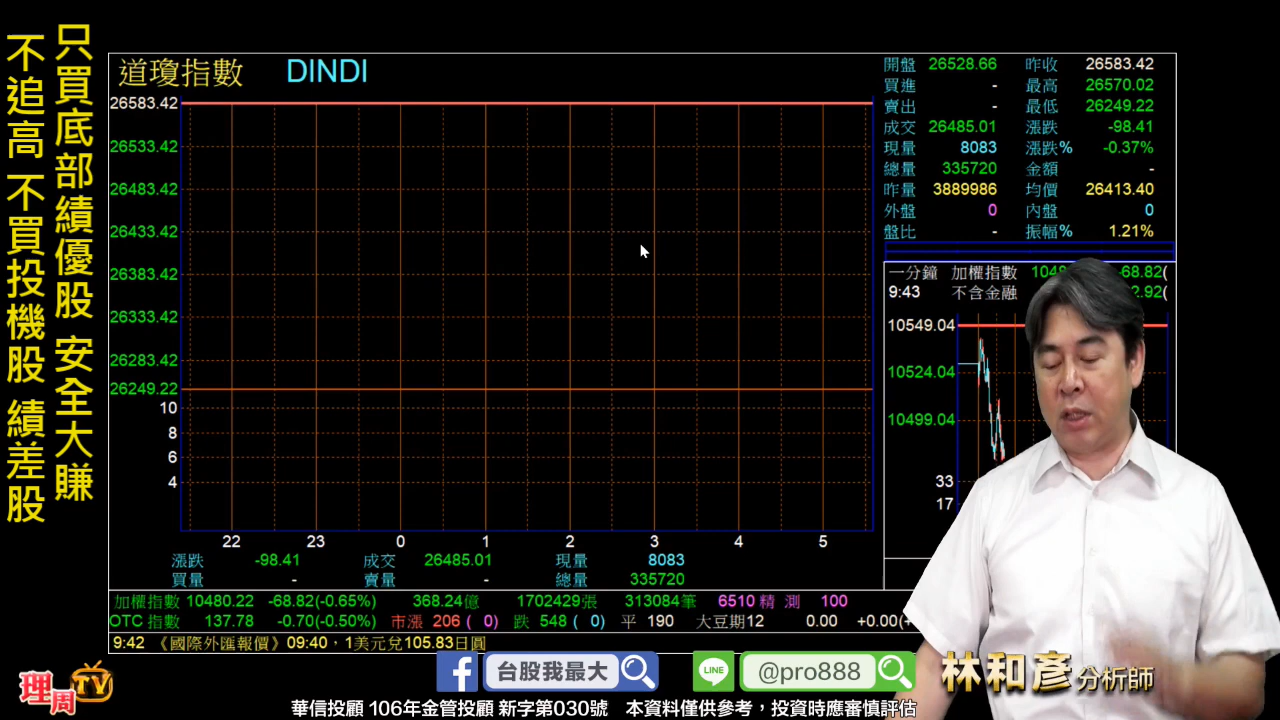 只買底部績優股 安全大賺
不追高 不買投機股 績差股
道瓊指數 DINDI
26583.42
26533.42
26483.42
26433.42
26383.42
26333.42
26283.42
26249.22
10
8
6
4
22 23 0 1 2 3 4 5
漲跌 -98.41 成交 26485.01 現量 8083
買量 - 賣量 - 總量 335720
開盤 26528.66 昨收 26583.42
買進 - 最高 26570.02
賣出 - 最低 26249.22
成交 26485.01 漲跌 -98.41
現量 8083 漲跌% -0.37%
總量 335720 金額 -
昨量 3889986 均價 26413.40
外盤 0 內盤 0
盤比 - 振幅% 1.21%
一分鐘 加權指數 -68.82(
9:43 不含金融
10549.04
10524.04
10499.04
33
17
加權指數 10480.22 -68.82(-0.65%) 368.24億 1702429張 313084筆 6510 精測 100
OTC 指數 137.78 -0.70(-0.50%) 市漲 206 ( 0) 跌 548 ( 0) 平 190 大豆期12 0.00 +0.00(+
9:42 《國際外匯報價》09:40，1美元兌105.83日圓
理周TV
f 台股我最大 LINE @pro888
林和彥 分析師
華信投顧 106年金管投顧 新字第030號 本資料僅供參考，投資時應審慎評估